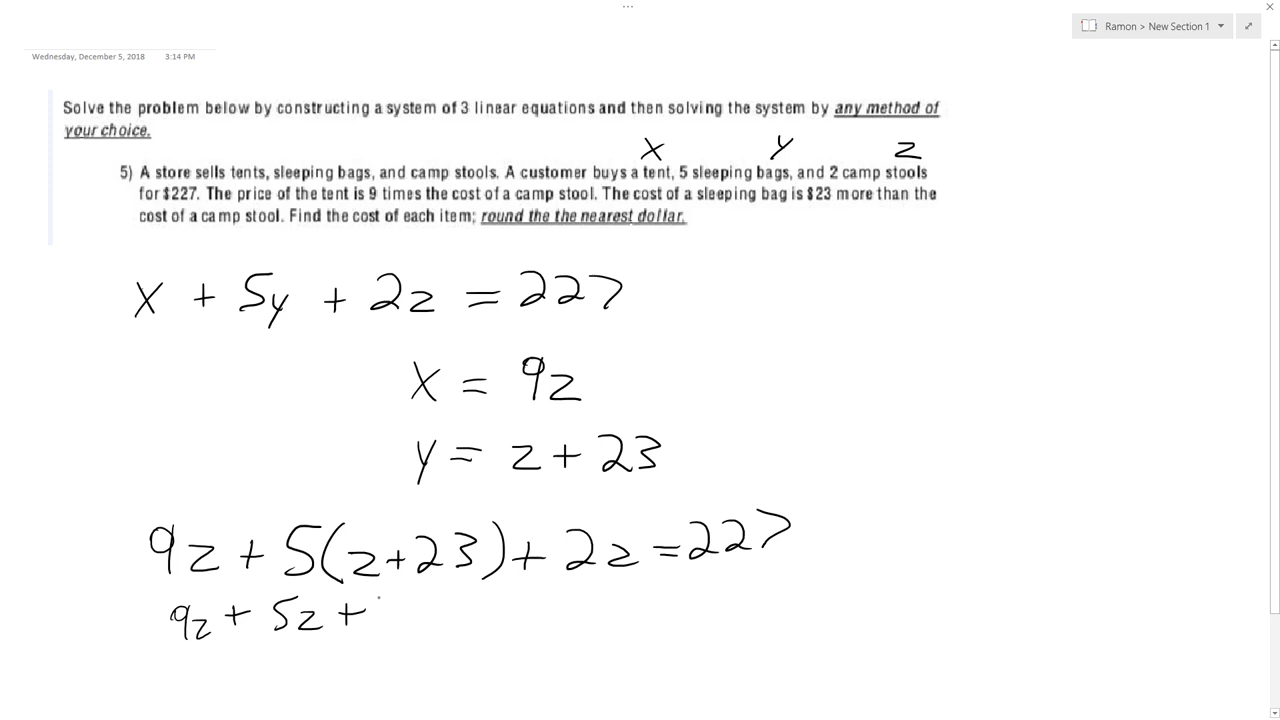 Ramon > New Section 1
Wednesday, December 5, 2018 3:14 PM
Solve the problem below by constructing a system of 3 linear equations and then solving the system by any method of
your choice.
x y z
5) A store sells tents, sleeping bags, and camp stools. A customer buys a tent, 5 sleeping bags, and 2 camp stools
for $227. The price of the tent is 9 times the cost of a camp stool. The cost of a sleeping bag is $23 more than the
cost of a camp stool. Find the cost of each item; round the the nearest dollar.
x + 5y + 2z = 227
x = 9z
y = z + 23
9z + 5(z+23) + 2z = 227
9z + 5z +